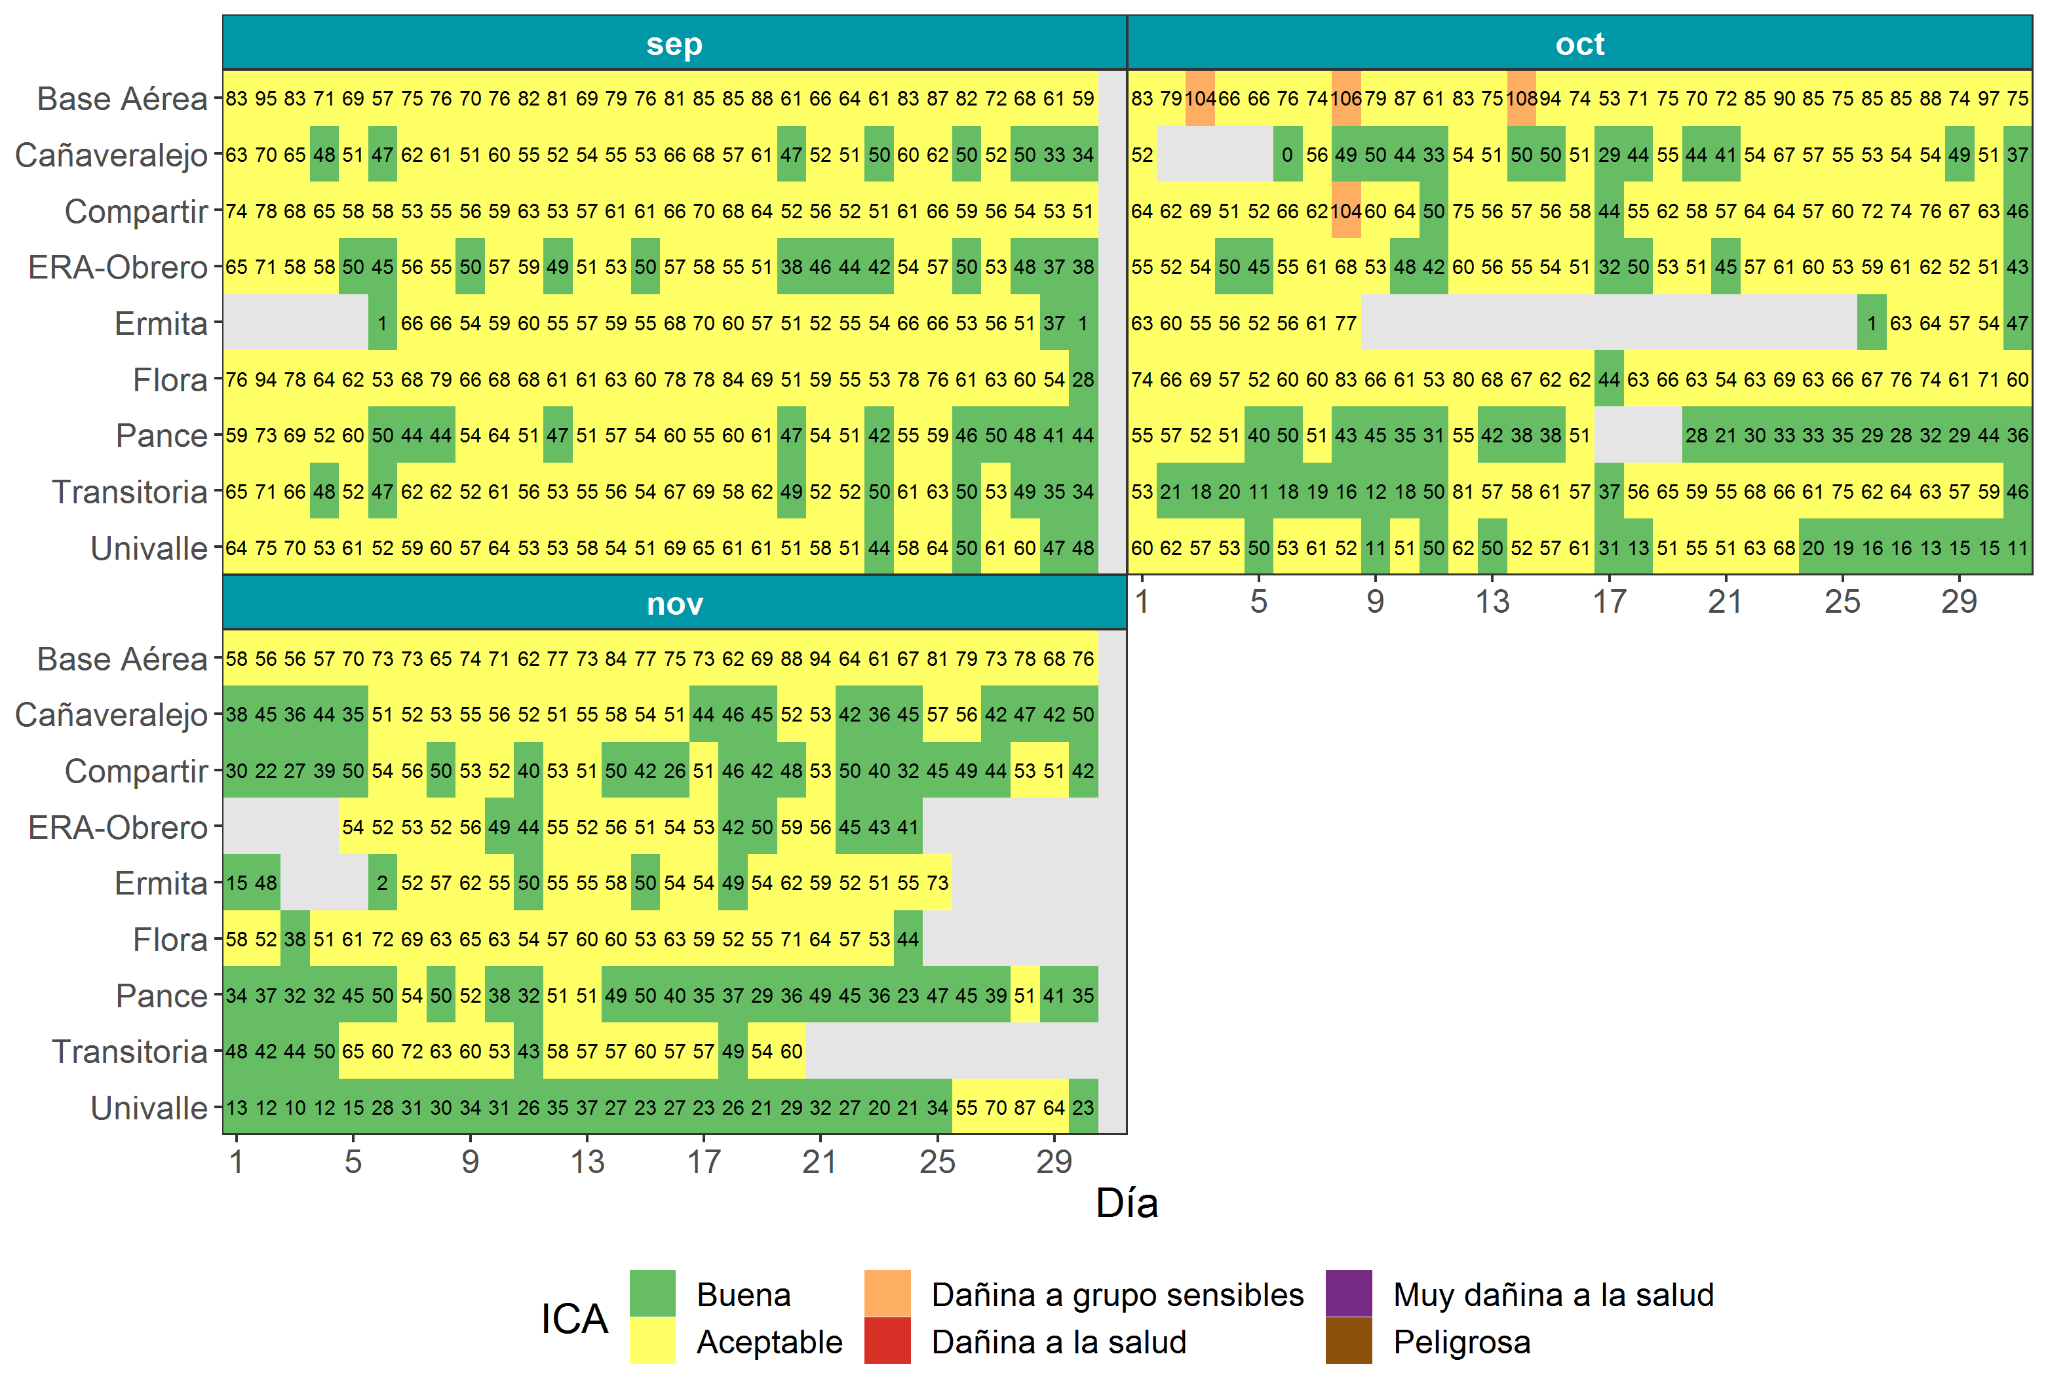 sep
oct
Base Aérea 83 95 83 71 69 57 75 76 70 76 82 81 69 79 76 81 85 85 88 61 66 64 61 83 87 82 72 68 61 59 83 79 104 66 66 76 74 106 79 87 61 83 75 108 94 74 53 71 75 70 72 85 90 85 75 85 85 88 74 97 75
Cañaveralejo 63 70 65 48 51 47 62 61 51 60 55 52 54 55 53 66 68 57 61 47 52 51 50 60 62 50 52 50 33 34 52 0 56 49 50 44 33 54 51 50 50 51 29 44 55 44 41 54 67 57 55 53 54 54 49 51 37
Compartir 74 78 68 65 58 58 53 55 56 59 63 53 57 61 61 66 70 68 64 52 56 52 51 61 66 59 56 54 53 51 64 62 69 51 52 66 62 104 60 64 50 75 56 57 56 58 44 55 62 58 57 64 64 57 60 72 74 76 67 63 46
ERA-Obrero 65 71 58 58 50 45 56 55 50 57 59 49 51 53 50 57 58 55 51 38 46 44 42 54 57 50 53 48 37 38 55 52 54 50 45 55 61 68 53 48 42 60 56 55 54 51 32 50 53 51 45 57 61 60 53 59 61 62 52 51 43
Ermita 1 66 66 54 59 60 55 57 59 55 68 70 60 57 51 52 55 54 66 66 53 56 51 37 1 63 60 55 56 52 56 61 77 1 63 64 57 54 47
Flora 76 94 78 64 62 53 68 79 66 68 68 61 61 63 60 78 78 84 69 51 59 55 53 78 76 61 63 60 54 28 74 66 69 57 52 60 60 83 66 61 53 80 68 67 62 62 44 63 66 63 54 63 69 63 66 67 76 74 61 71 60
Pance 59 73 69 52 60 50 44 44 54 64 51 47 51 57 54 60 55 60 61 47 54 51 42 55 59 46 50 48 41 44 55 57 52 51 40 50 51 43 45 35 31 55 42 38 38 51 28 21 30 33 33 35 29 28 32 29 44 36
Transitoria 65 71 66 48 52 47 62 62 52 61 56 53 55 56 54 67 69 58 62 49 52 52 50 61 63 50 53 49 35 34 53 21 18 20 11 18 19 16 12 18 50 81 57 58 61 57 37 56 65 59 55 68 66 61 75 62 64 63 57 59 46
Univalle 64 75 70 53 61 52 59 60 57 64 53 53 58 54 51 69 65 61 61 51 58 51 44 58 64 50 61 60 47 48 60 62 57 53 50 53 61 52 11 51 50 62 50 52 57 61 31 13 51 55 51 63 68 20 19 16 16 13 15 15 11
1 5 9 13 17 21 25 29
nov
Base Aérea 58 56 56 57 70 73 73 65 74 71 62 77 73 84 77 75 73 62 69 88 94 64 61 67 81 79 73 78 68 76
Cañaveralejo 38 45 36 44 35 51 52 53 55 56 52 51 55 58 54 51 44 46 45 52 53 42 36 45 57 56 42 47 42 50
Compartir 30 22 27 39 50 54 56 50 53 52 40 53 51 50 42 26 51 46 42 48 53 50 40 32 45 49 44 53 51 42
ERA-Obrero 54 52 53 52 56 49 44 55 52 56 51 54 53 42 50 59 56 45 43 41
Ermita 15 48 2 52 57 62 55 50 55 55 58 50 54 54 49 54 62 59 52 51 55 73
Flora 58 52 38 51 61 72 69 63 65 63 54 57 60 60 53 63 59 52 55 71 64 57 53 44
Pance 34 37 32 32 45 50 54 50 52 38 32 51 51 49 50 40 35 37 29 36 49 45 36 23 47 45 39 51 41 35
Transitoria 48 42 44 50 65 60 72 63 60 53 43 58 57 57 60 57 57 49 54 60
Univalle 13 12 10 12 15 28 31 30 34 31 26 35 37 27 23 27 23 26 21 29 32 27 20 21 34 55 70 87 64 23
1 5 9 13 17 21 25 29
Día
ICA
Buena
Aceptable
Dañina a grupo sensibles
Dañina a la salud
Muy dañina a la salud
Peligrosa